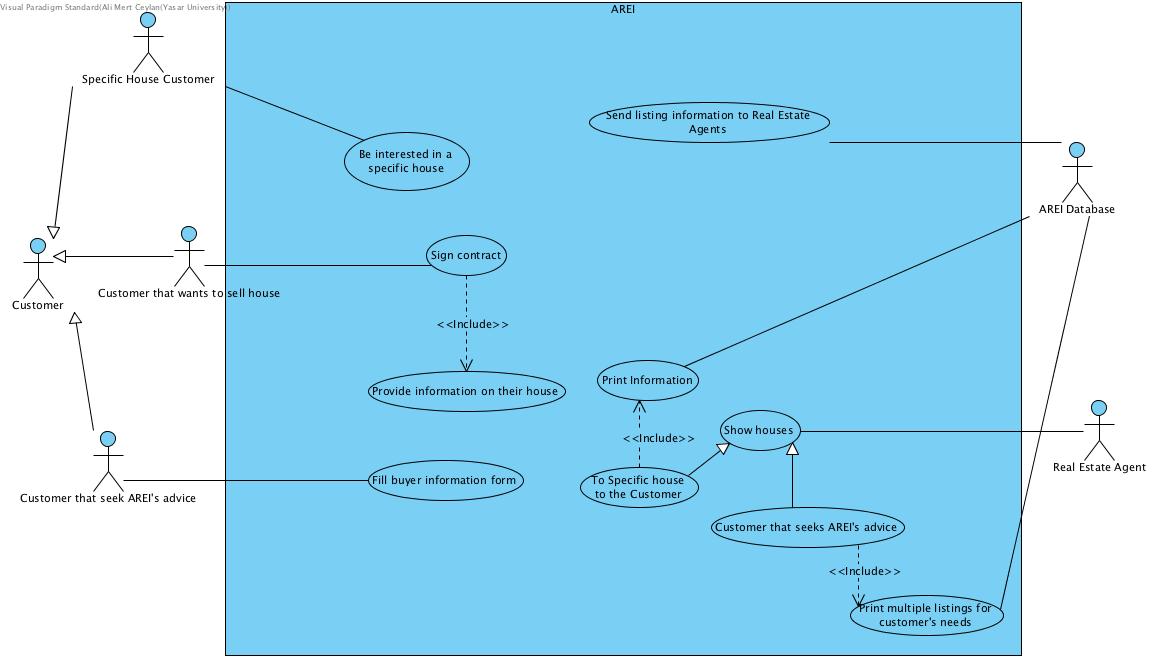 Visual Paradigm Standard(Ali Mert Ceylan(Yasar University))
AREI
Specific House Customer
Send listing information to Real Estate
Agents
Be interested in a
specific house
AREI Database
Sign contract
Customer that wants to sell house
Customer
<<Include>>
Print Information
Provide information on their house
Show houses
<<Include>>
Real Estate Agent
Fill buyer information form
To Specific house
to the Customer
Customer that seek AREI's advice
Customer that seeks AREI's advice
<<Include>>
Print multiple listings for
customer's needs